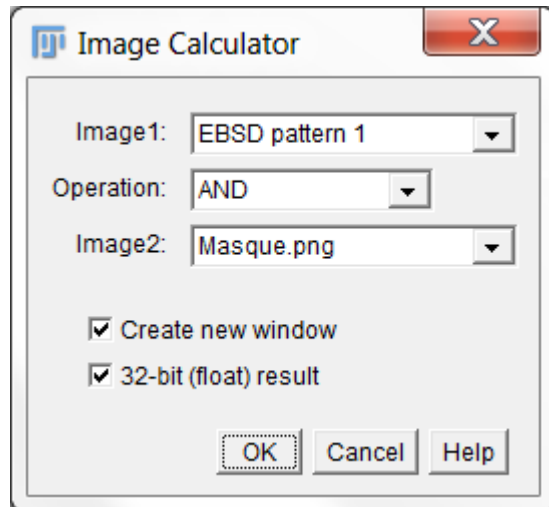 Image Calculator
Image1: EBSD pattern 1
Operation: AND
Image2: Masque.png
Create new window
32-bit (float) result
OK Cancel Help